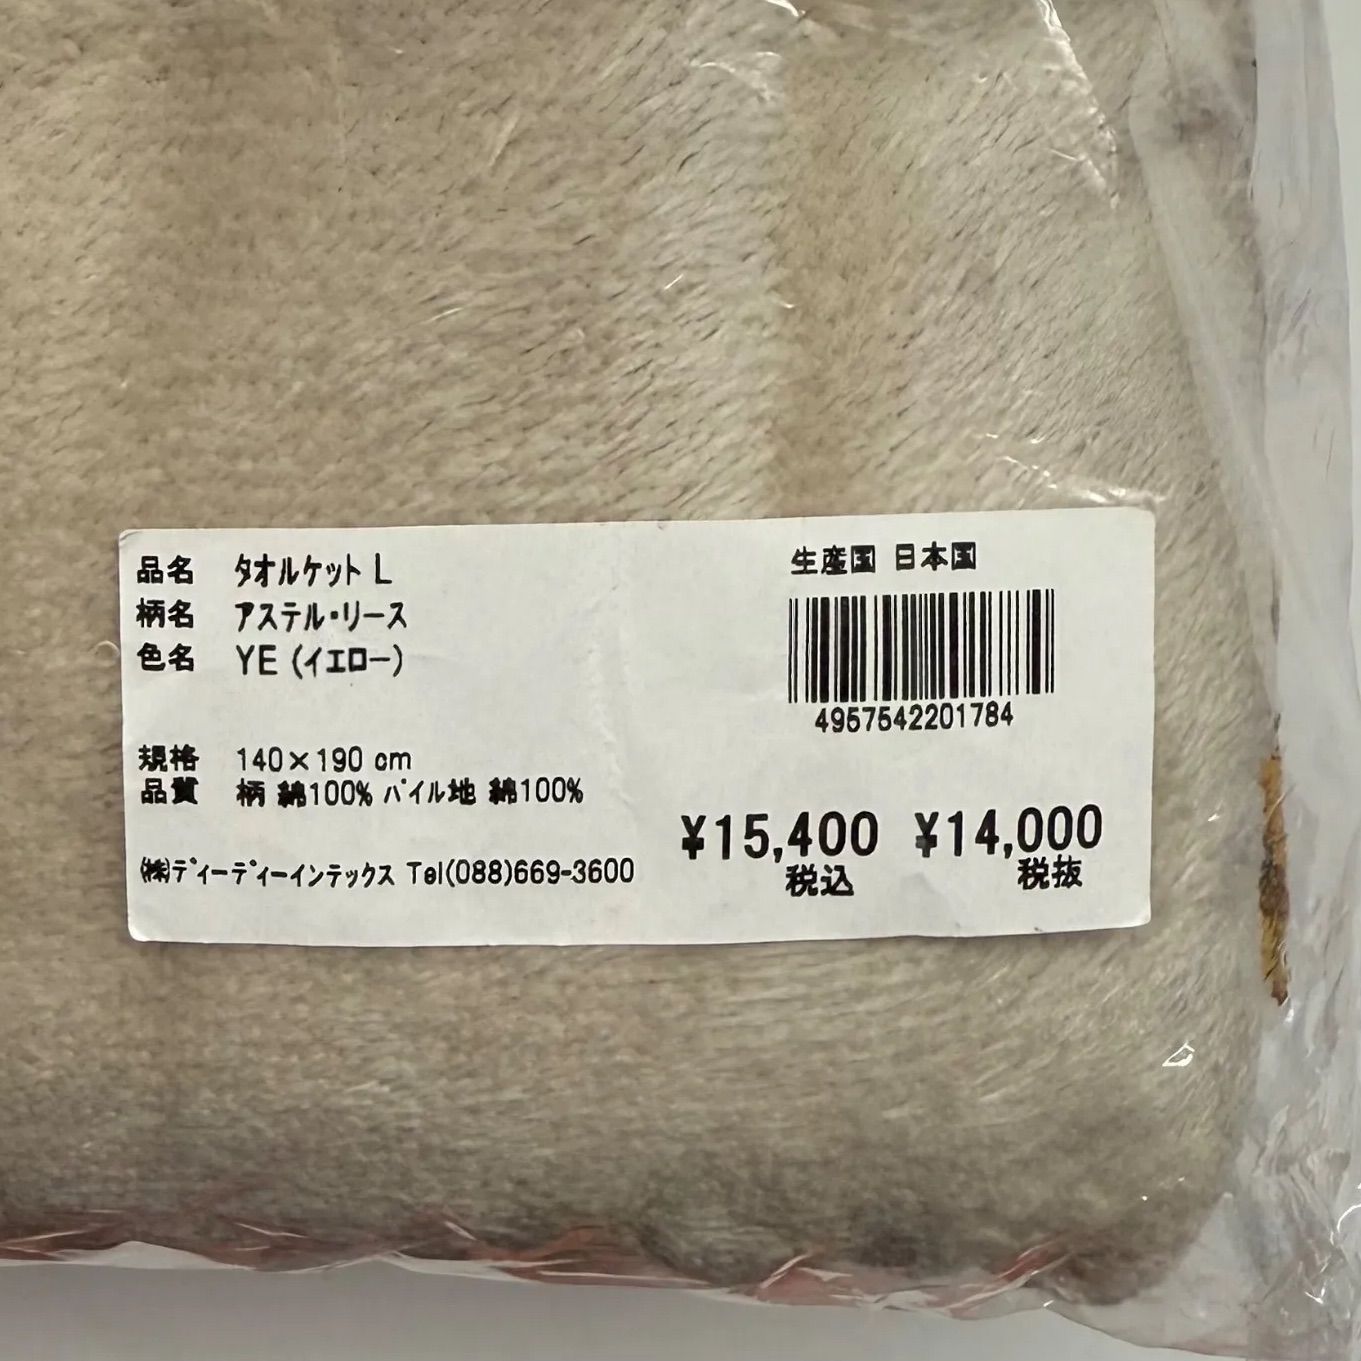 品名 タオルケット L
柄名 アステル・リース
色名 YE (イエロー)
規格 140×190 cm
品質 柄 綿100% パイル地 綿100%
㈱ディーディーインテックス Tel(088)669-3600
生産国 日本国
4957542201784
¥15,400 ¥14,000
税込 税抜